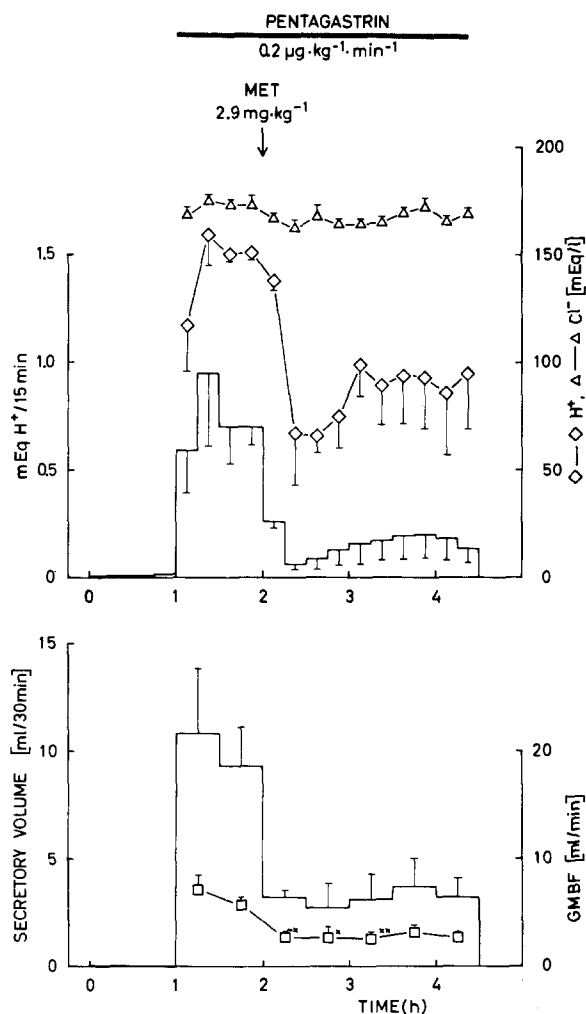 PENTAGASTRIN
0.2 µg·kg⁻¹·min⁻¹
MET
2.9 mg·kg⁻¹
mEq H⁺/15 min
1.5
1.0
0.5
0
200
150
100
50
0
◇—◇ H⁺, △—△ Cl⁻ [mEq/l]
0 1 2 3 4
SECRETORY VOLUME [ml/30min]
15
10
5
0
20
10
0
GMBF [ml/min]
** * **
0 1 2 3 4
TIME(h)